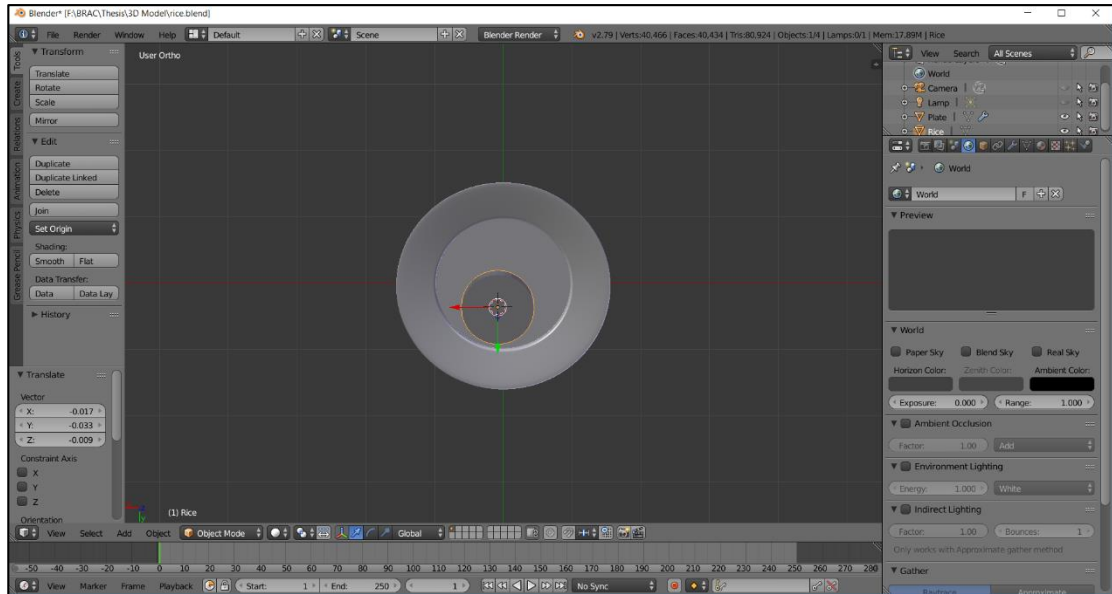 Blender* [F:\BRAC\Thesis\3D Model\rice.blend]
File Render Window Help Default Scene Blender Render v2.79 | Verts:40,466 | Faces:40,434 | Tris:80,924 | Objects:1/4 | Lamps:0/1 | Mem:17.89M | Rice
Tools
Create
Relations
Animation
Physics
Grease Pencil
Transform
Translate
Rotate
Scale
Mirror
Edit
Duplicate
Duplicate Linked
Delete
Join
Set Origin
Shading:
Smooth Flat
Data Transfer:
Data Data Lay
History
Translate
Vector
X: -0.017
Y: -0.033
Z: -0.009
Constraint Axis
X
Y
Z
Orientation
User Ortho
(1) Rice
View Select Add Object Object Mode Global
View Search All Scenes
World
Camera
Lamp
Plate
Rice
World
World F
Preview
World
Paper Sky Blend Sky Real Sky
Horizon Color: Zenith Color: Ambient Color:
Exposure: 0.000 Range: 1.000
Ambient Occlusion
Factor: 1.00 Add
Environment Lighting
Energy: 1.000 White
Indirect Lighting
Factor: 1.00 Bounces: 1
Only works with Approximate gather method
Gather
Raytrace Approximate
-50 -40 -30 -20 -10 0 10 20 30 40 50 60 70 80 90 100 110 120 130 140 150 160 170 180 190 200 210 220 230 240 250 260 270 280
View Marker Frame Playback Start: 1 End: 250 1 No Sync